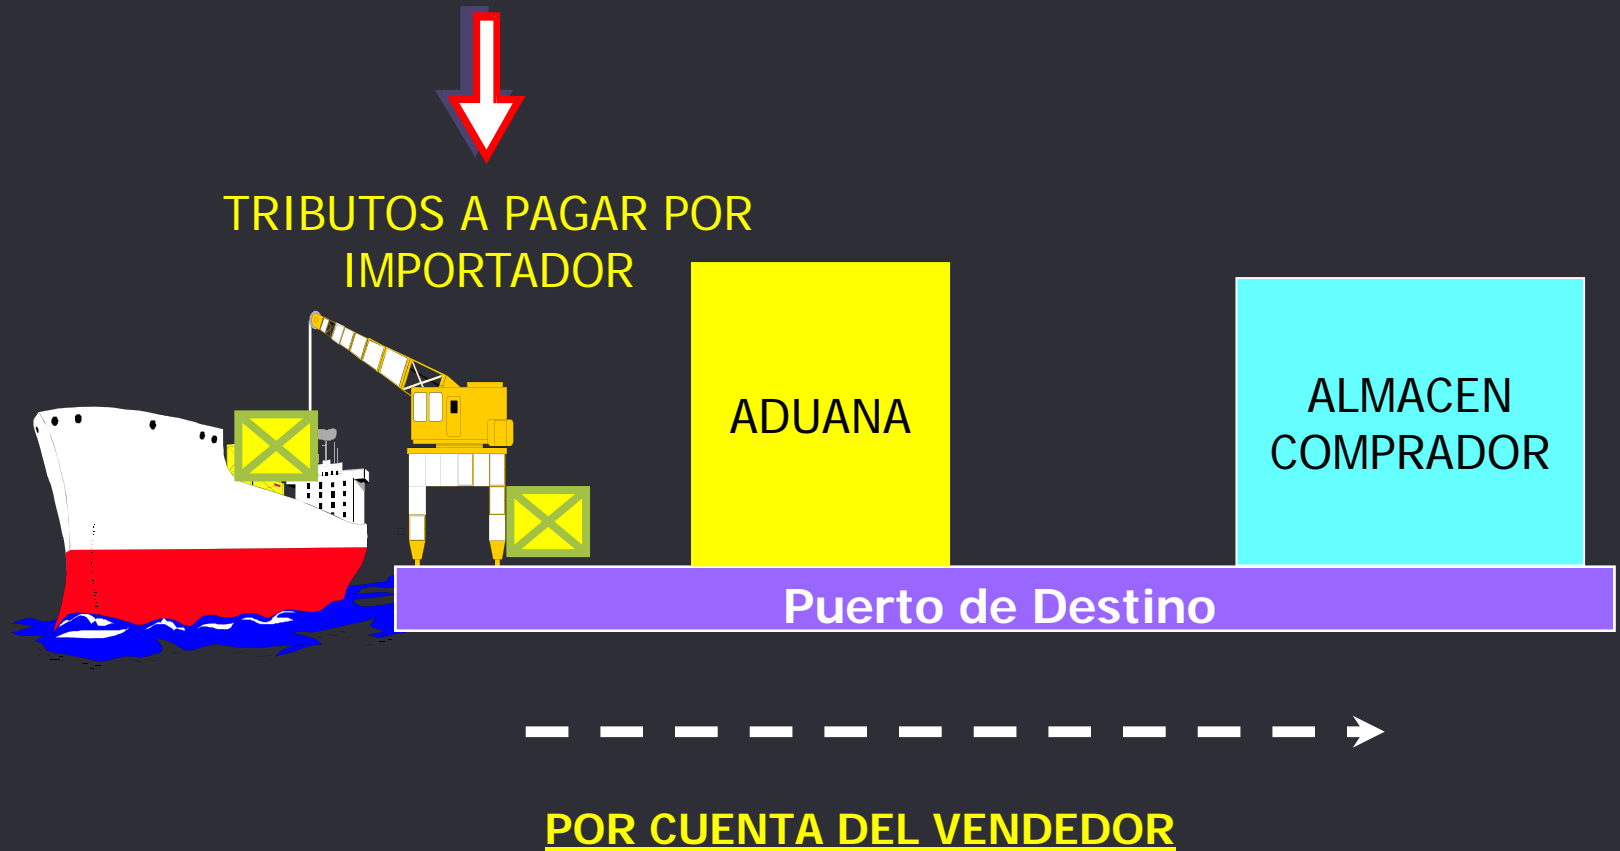 TRIBUTOS A PAGAR POR
IMPORTADOR
ADUANA
ALMACEN
COMPRADOR
Puerto de Destino
POR CUENTA DEL VENDEDOR